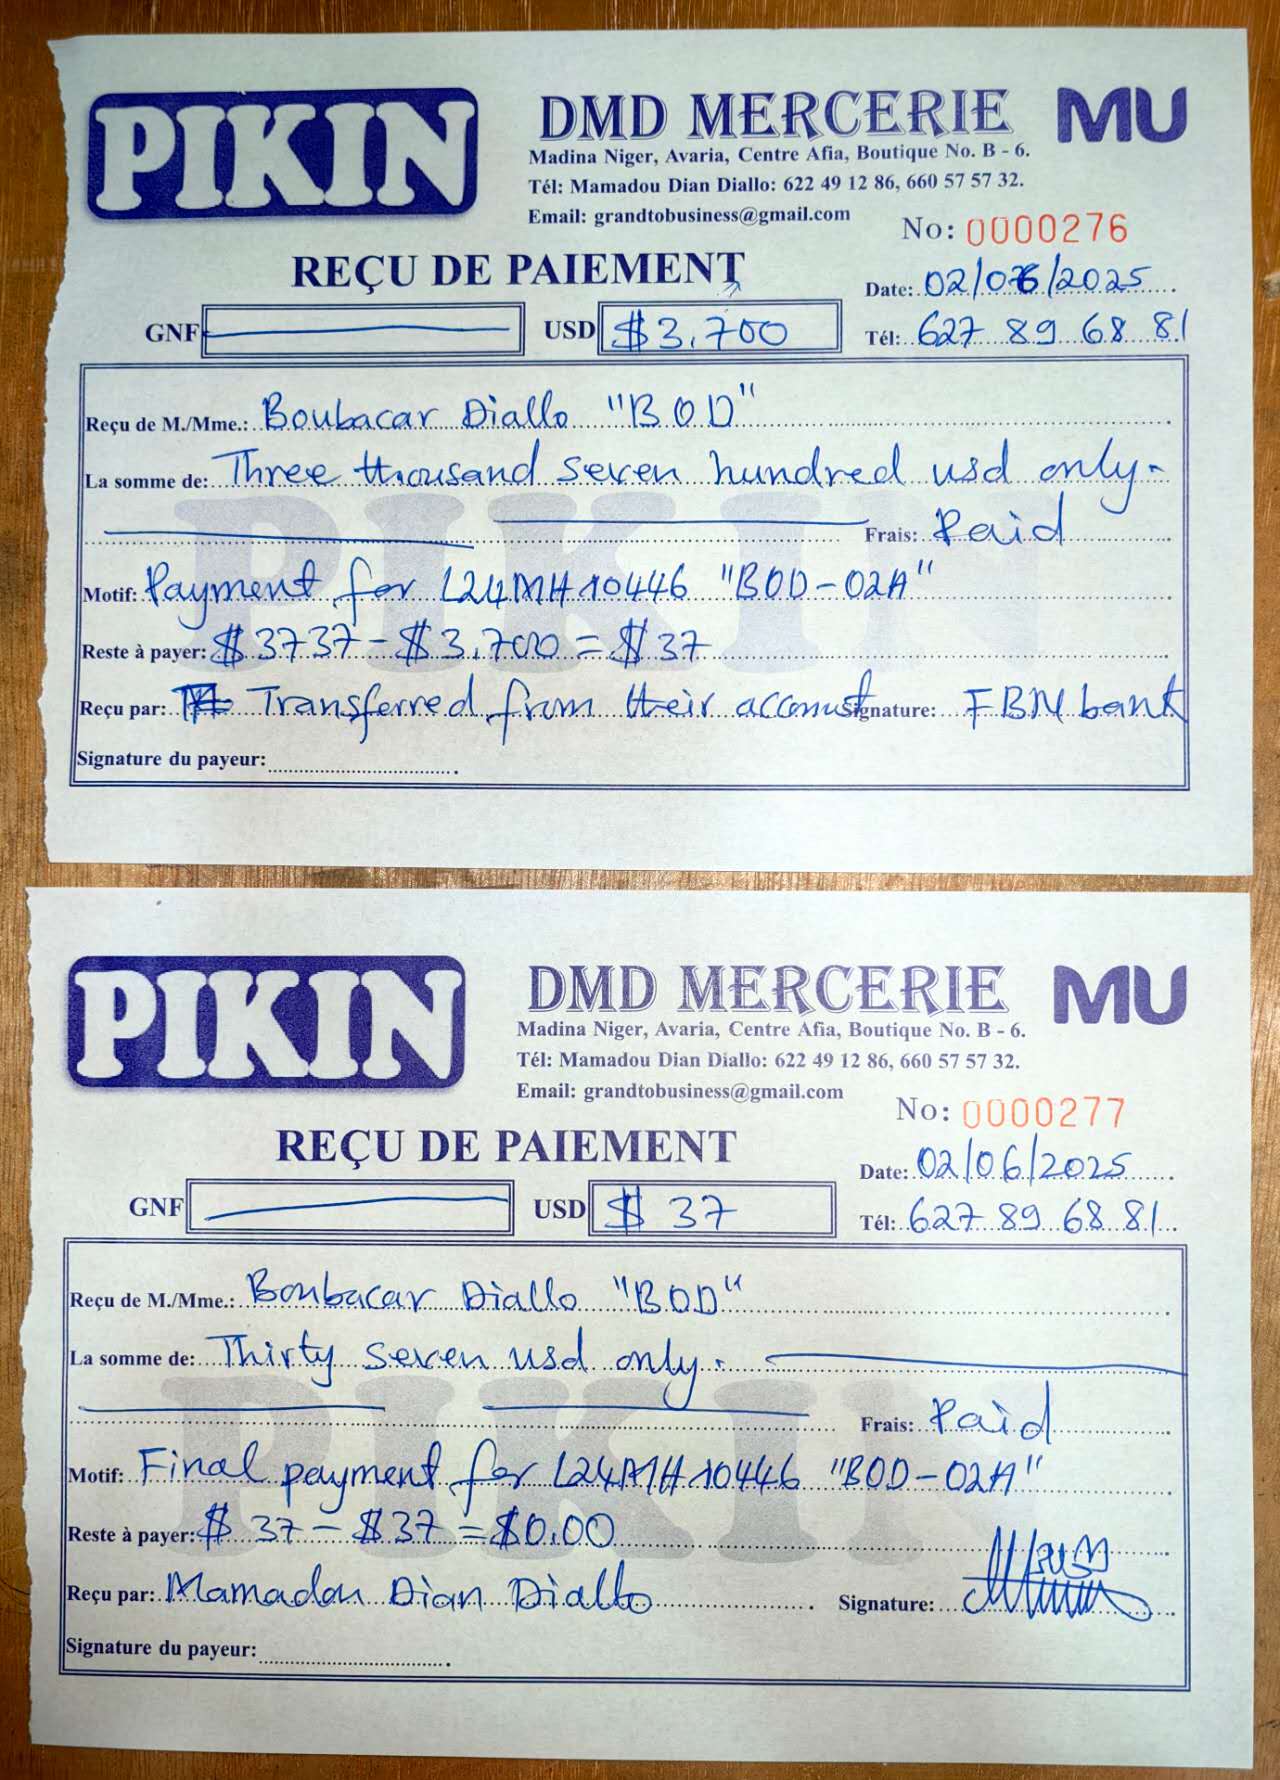 PIKIN
DMD MERCERIE MU
Madina Niger, Avaria, Centre Afia, Boutique No. B - 6.
Tél: Mamadou Dian Diallo: 622 49 12 86, 660 57 57 32.
Email: grandtobusiness@gmail.com
No: 0000276
REÇU DE PAIEMENT
Date: 02/06/2025
GNF USD $3,700 Tél: 627 89 68 81
Reçu de M./Mme.: Boubacar Diallo "BOD"
La somme de: Three thousand seven hundred usd only.
Frais: Paid
Motif: Payment for L24MH10446 "BOD-02A"
Reste à payer: $3737 - $3,700 = $37
Reçu par: Transferred from their account Signature: FBN bank
Signature du payeur:
PIKIN
PIKIN
DMD MERCERIE MU
Madina Niger, Avaria, Centre Afia, Boutique No. B - 6.
Tél: Mamadou Dian Diallo: 622 49 12 86, 660 57 57 32.
Email: grandtobusiness@gmail.com
No: 0000277
REÇU DE PAIEMENT
Date: 02/06/2025
GNF USD $37 Tél: 627 89 68 81
Reçu de M./Mme.: Boubacar Diallo "BOD"
La somme de: Thirty seven usd only.
Frais: Paid
Motif: Final payment for L24MH10446 "BOD-02A"
Reste à payer: $37 - $37 = $0.00
Reçu par: Mamadou Dian Diallo Signature:
Signature du payeur:
PIKIN